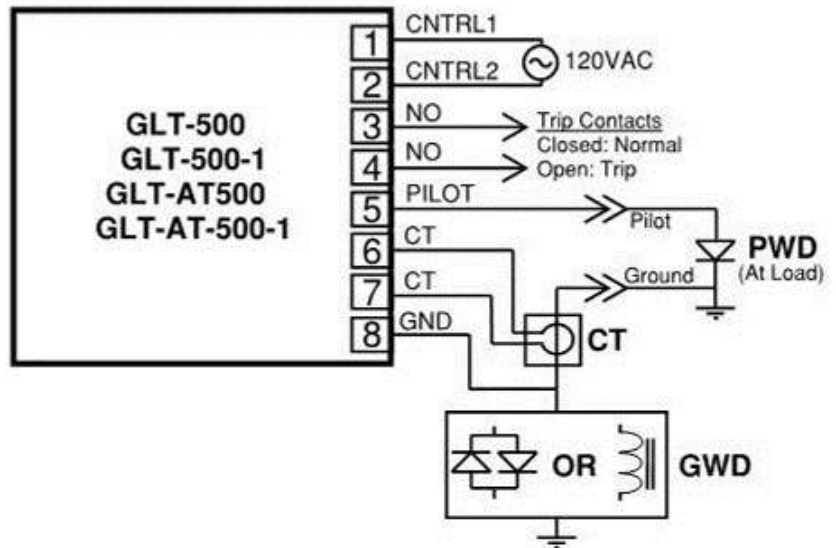 GLT-500
GLT-500-1
GLT-AT500
GLT-AT-500-1
1
CNTRL1
2
CNTRL2
120VAC
3
NO
4
NO
Trip Contacts
Closed: Normal
Open: Trip
5
PILOT
Pilot
PWD
(At Load)
6
CT
7
CT
Ground
8
GND
CT
OR
GWD